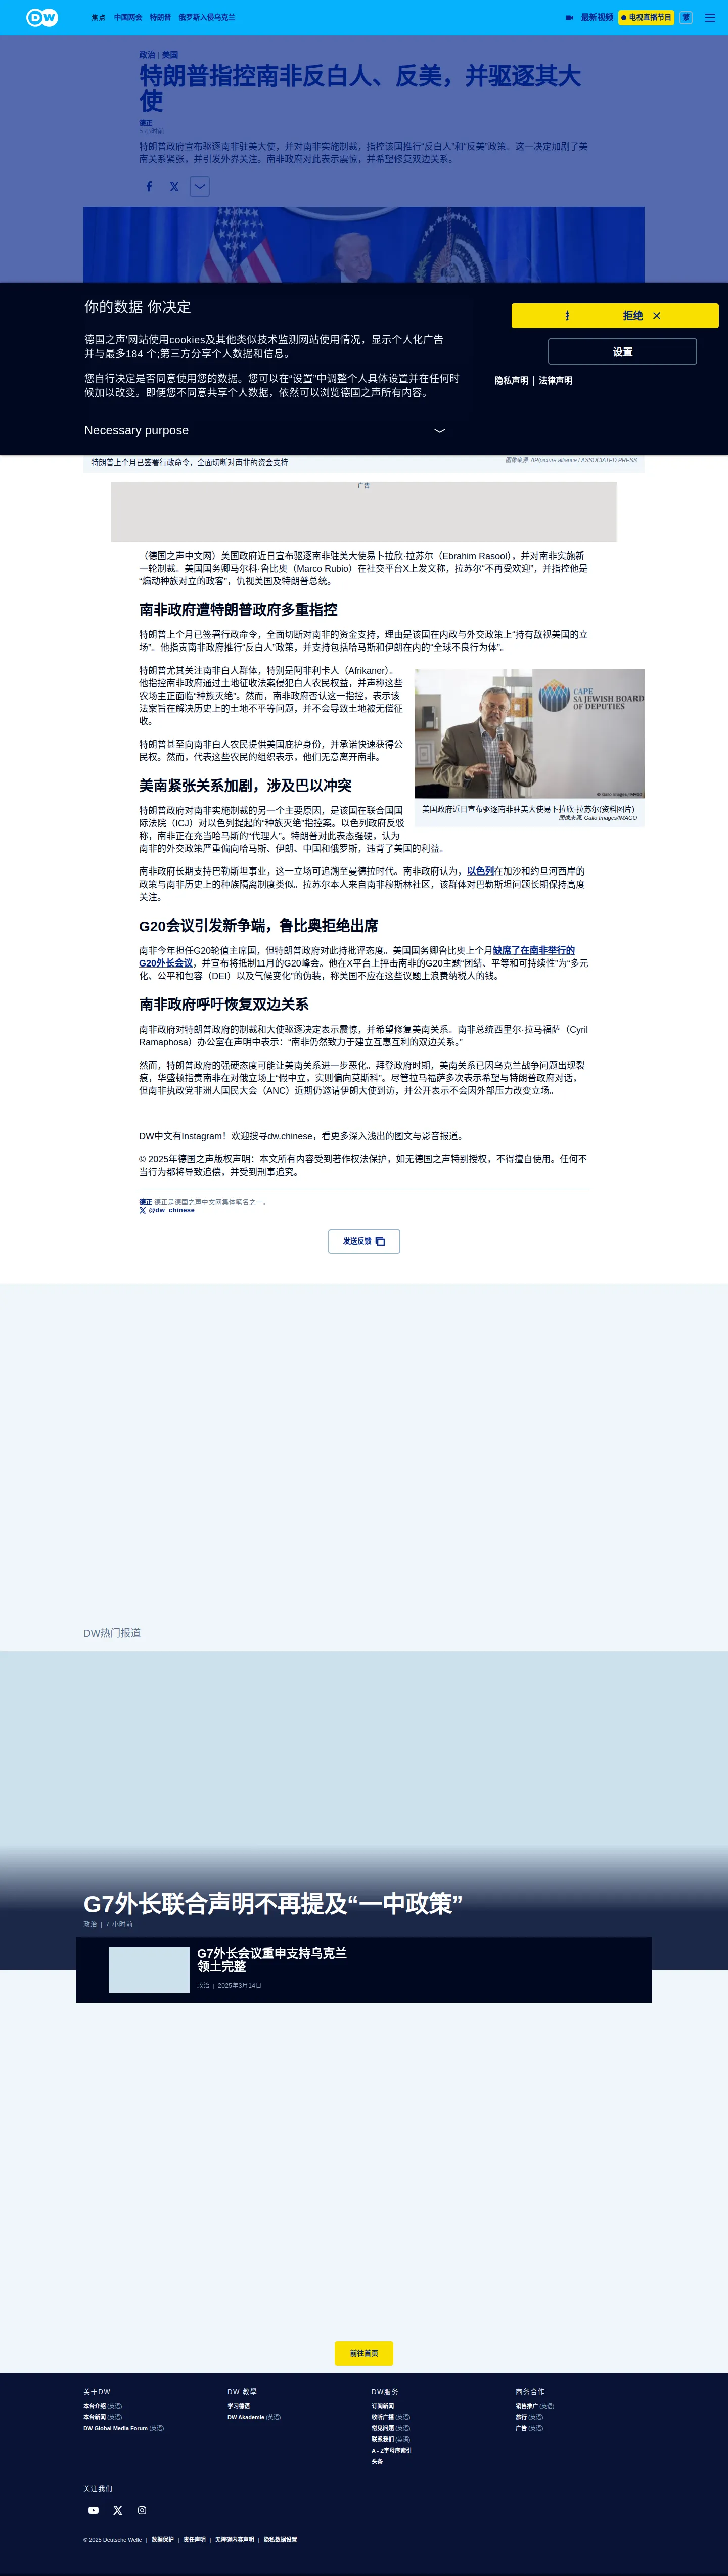 DW
焦点 中国两会 特朗普 俄罗斯入侵乌克兰
最新视频 电视直播节目 繁
政治 | 美国
特朗普指控南非反白人、反美，并驱逐其大
使
德正
5 小时前
特朗普政府宣布驱逐南非驻美大使，并对南非实施制裁，指控该国推行“反白人”和“反美”政策。这一决定加剧了美
南关系紧张，并引发外界关注。南非政府对此表示震惊，并希望修复双边关系。
你的数据 你决定
德国之声’网站使用cookies及其他类似技术监测网站使用情况，显示个人化广告
并与最多184 个;第三方分享个人数据和信息。
您自行决定是否同意使用您的数据。您可以在“设置”中调整个人具体设置并在任何时
候加以改变。即便您不同意共享个人数据，依然可以浏览德国之声所有内容。
Necessary purpose
拒绝
设置
隐私声明 | 法律声明
特朗普上个月已签署行政命令，全面切断对南非的资金支持
图像来源: AP/picture alliance / ASSOCIATED PRESS
广告
（德国之声中文网）美国政府近日宣布驱逐南非驻美大使易卜拉欣·拉苏尔（Ebrahim Rasool），并对南非实施新
一轮制裁。美国国务卿马尔科·鲁比奥（Marco Rubio）在社交平台X上发文称，拉苏尔“不再受欢迎”，并指控他是
“煽动种族对立的政客”，仇视美国及特朗普总统。
南非政府遭特朗普政府多重指控
特朗普上个月已签署行政命令，全面切断对南非的资金支持，理由是该国在内政与外交政策上“持有敌视美国的立
场”。他指责南非政府推行“反白人”政策，并支持包括哈马斯和伊朗在内的“全球不良行为体”。
特朗普尤其关注南非白人群体，特别是阿非利卡人（Afrikaner）。
他指控南非政府通过土地征收法案侵犯白人农民权益，并声称这些
农场主正面临“种族灭绝”。然而，南非政府否认这一指控，表示该
法案旨在解决历史上的土地不平等问题，并不会导致土地被无偿征
收。
CAPE
SA JEWISH BOARD
OF DEPUTIES
© Gallo Images/IMAGO
美国政府近日宣布驱逐南非驻美大使易卜拉欣·拉苏尔(资料图片)
图像来源: Gallo Images/IMAGO
特朗普甚至向南非白人农民提供美国庇护身份，并承诺快速获得公
民权。然而，代表这些农民的组织表示，他们无意离开南非。
美南紧张关系加剧，涉及巴以冲突
特朗普政府对南非实施制裁的另一个主要原因，是该国在联合国国
际法院（ICJ）对以色列提起的“种族灭绝”指控案。以色列政府反驳
称，南非正在充当哈马斯的“代理人”。特朗普对此表态强硬，认为
南非的外交政策严重偏向哈马斯、伊朗、中国和俄罗斯，违背了美国的利益。
南非政府长期支持巴勒斯坦事业，这一立场可追溯至曼德拉时代。南非政府认为，以色列在加沙和约旦河西岸的
政策与南非历史上的种族隔离制度类似。拉苏尔本人来自南非穆斯林社区，该群体对巴勒斯坦问题长期保持高度
关注。
G20会议引发新争端，鲁比奥拒绝出席
南非今年担任G20轮值主席国，但特朗普政府对此持批评态度。美国国务卿鲁比奥上个月缺席了在南非举行的
G20外长会议，并宣布将抵制11月的G20峰会。他在X平台上抨击南非的G20主题“团结、平等和可持续性”为“多元
化、公平和包容（DEI）以及气候变化”的伪装，称美国不应在这些议题上浪费纳税人的钱。
南非政府呼吁恢复双边关系
南非政府对特朗普政府的制裁和大使驱逐决定表示震惊，并希望修复美南关系。南非总统西里尔·拉马福萨（Cyril
Ramaphosa）办公室在声明中表示：“南非仍然致力于建立互惠互利的双边关系。”
然而，特朗普政府的强硬态度可能让美南关系进一步恶化。拜登政府时期，美南关系已因乌克兰战争问题出现裂
痕，华盛顿指责南非在对俄立场上“假中立，实则偏向莫斯科”。尽管拉马福萨多次表示希望与特朗普政府对话，
但南非执政党非洲人国民大会（ANC）近期仍邀请伊朗大使到访，并公开表示不会因外部压力改变立场。
DW中文有Instagram！欢迎搜寻dw.chinese，看更多深入浅出的图文与影音报道。
© 2025年德国之声版权声明：本文所有内容受到著作权法保护，如无德国之声特别授权，不得擅自使用。任何不
当行为都将导致追偿，并受到刑事追究。
德正 德正是德国之声中文网集体笔名之一。
@dw_chinese
发送反馈
DW热门报道
G7外长联合声明不再提及“一中政策”
政治 | 7 小时前
G7外长会议重申支持乌克兰
领土完整
政治 | 2025年3月14日
前往首页
关于DW
本台介绍 (英语)
本台新闻 (英语)
DW Global Media Forum (英语)
DW 教學
学习德语
DW Akademie (英语)
DW服务
订阅新闻
收听广播 (英语)
常见问题 (英语)
联系我们 (英语)
A - Z字母序索引
头条
商务合作
销售推广 (英语)
旅行 (英语)
广告 (英语)
关注我们
© 2025 Deutsche Welle | 数据保护 | 责任声明 | 无障碍内容声明 | 隐私数据设置